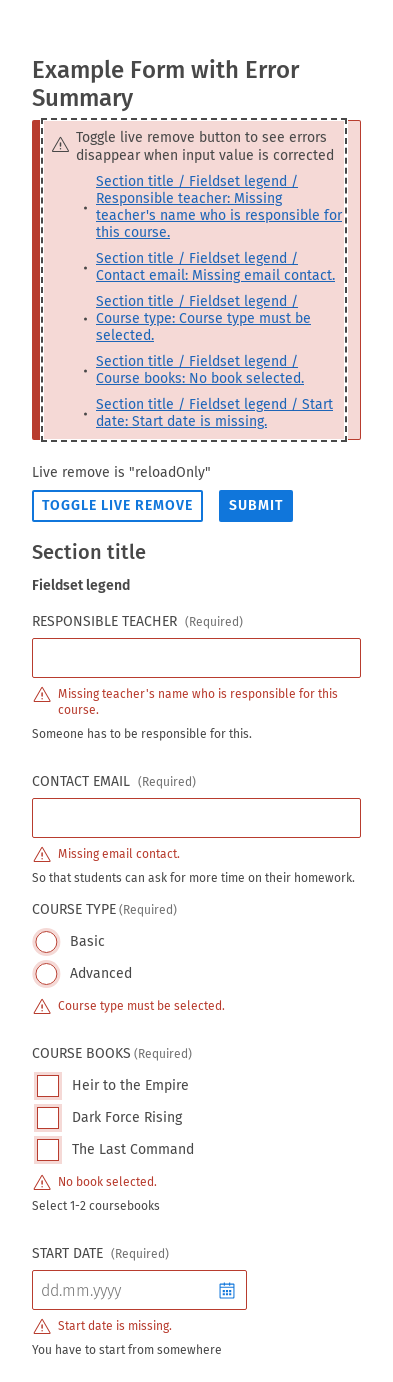 Example Form with Error
Summary
Toggle live remove button to see errors
disappear when input value is corrected
Section title / Fieldset legend /
Responsible teacher: Missing
teacher's name who is responsible for
this course.
Section title / Fieldset legend /
Contact email: Missing email contact.
Section title / Fieldset legend /
Course type: Course type must be
selected.
Section title / Fieldset legend /
Course books: No book selected.
Section title / Fieldset legend / Start
date: Start date is missing.
Live remove is "reloadOnly"
TOGGLE LIVE REMOVE SUBMIT
Section title
Fieldset legend
RESPONSIBLE TEACHER (Required)
Missing teacher's name who is responsible for this
course.
Someone has to be responsible for this.
CONTACT EMAIL (Required)
Missing email contact.
So that students can ask for more time on their homework.
COURSE TYPE (Required)
Basic
Advanced
Course type must be selected.
COURSE BOOKS (Required)
Heir to the Empire
Dark Force Rising
The Last Command
No book selected.
Select 1-2 coursebooks
START DATE (Required)
dd.mm.yyyy
Start date is missing.
You have to start from somewhere